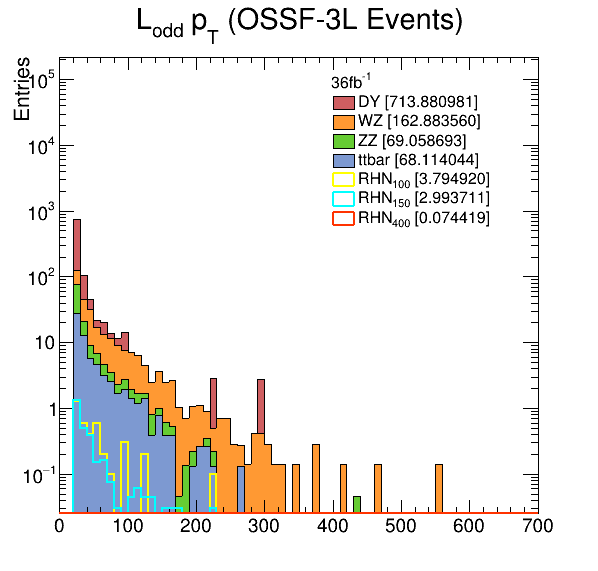 L_odd p_T (OSSF-3L Events)
Entries
36fb^-1
DY [713.880981]
WZ [162.883560]
ZZ [69.058693]
ttbar [68.114044]
RHN_100 [3.794920]
RHN_150 [2.993711]
RHN_400 [0.074419]
10^5
10^4
10^3
10^2
10
1
10^-1
0 100 200 300 400 500 600 700